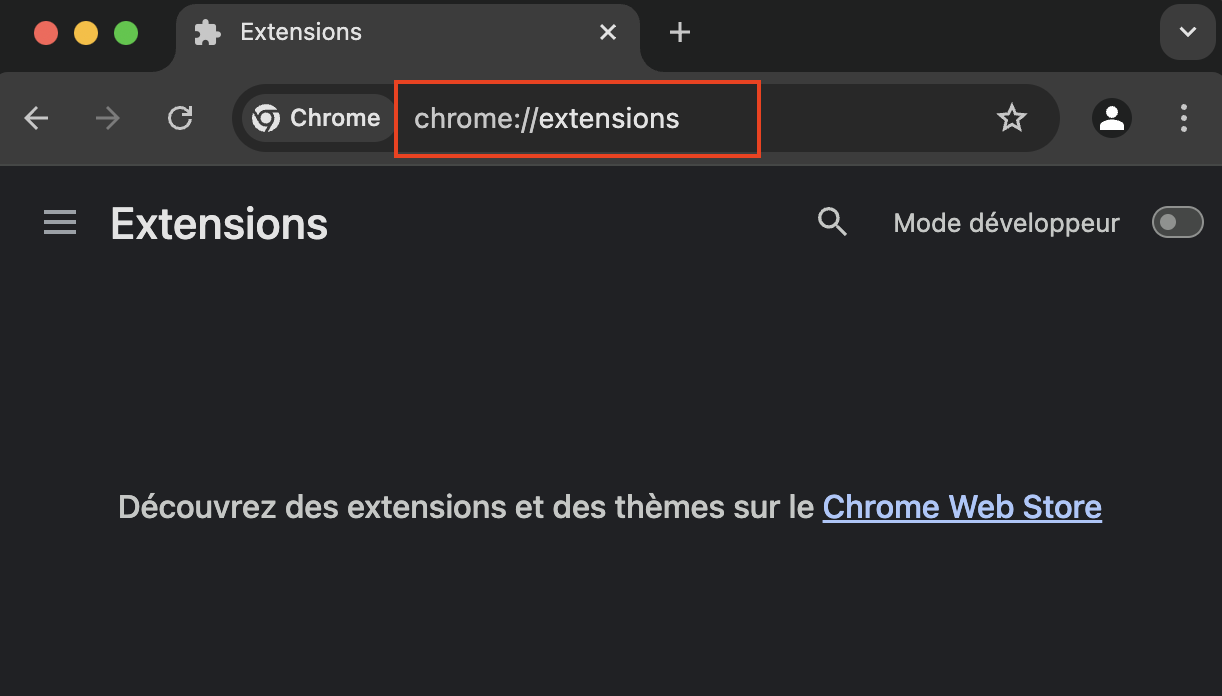 Extensions
Chrome
chrome://extensions
Extensions
Mode développeur
Découvrez des extensions et des thèmes sur le Chrome Web Store